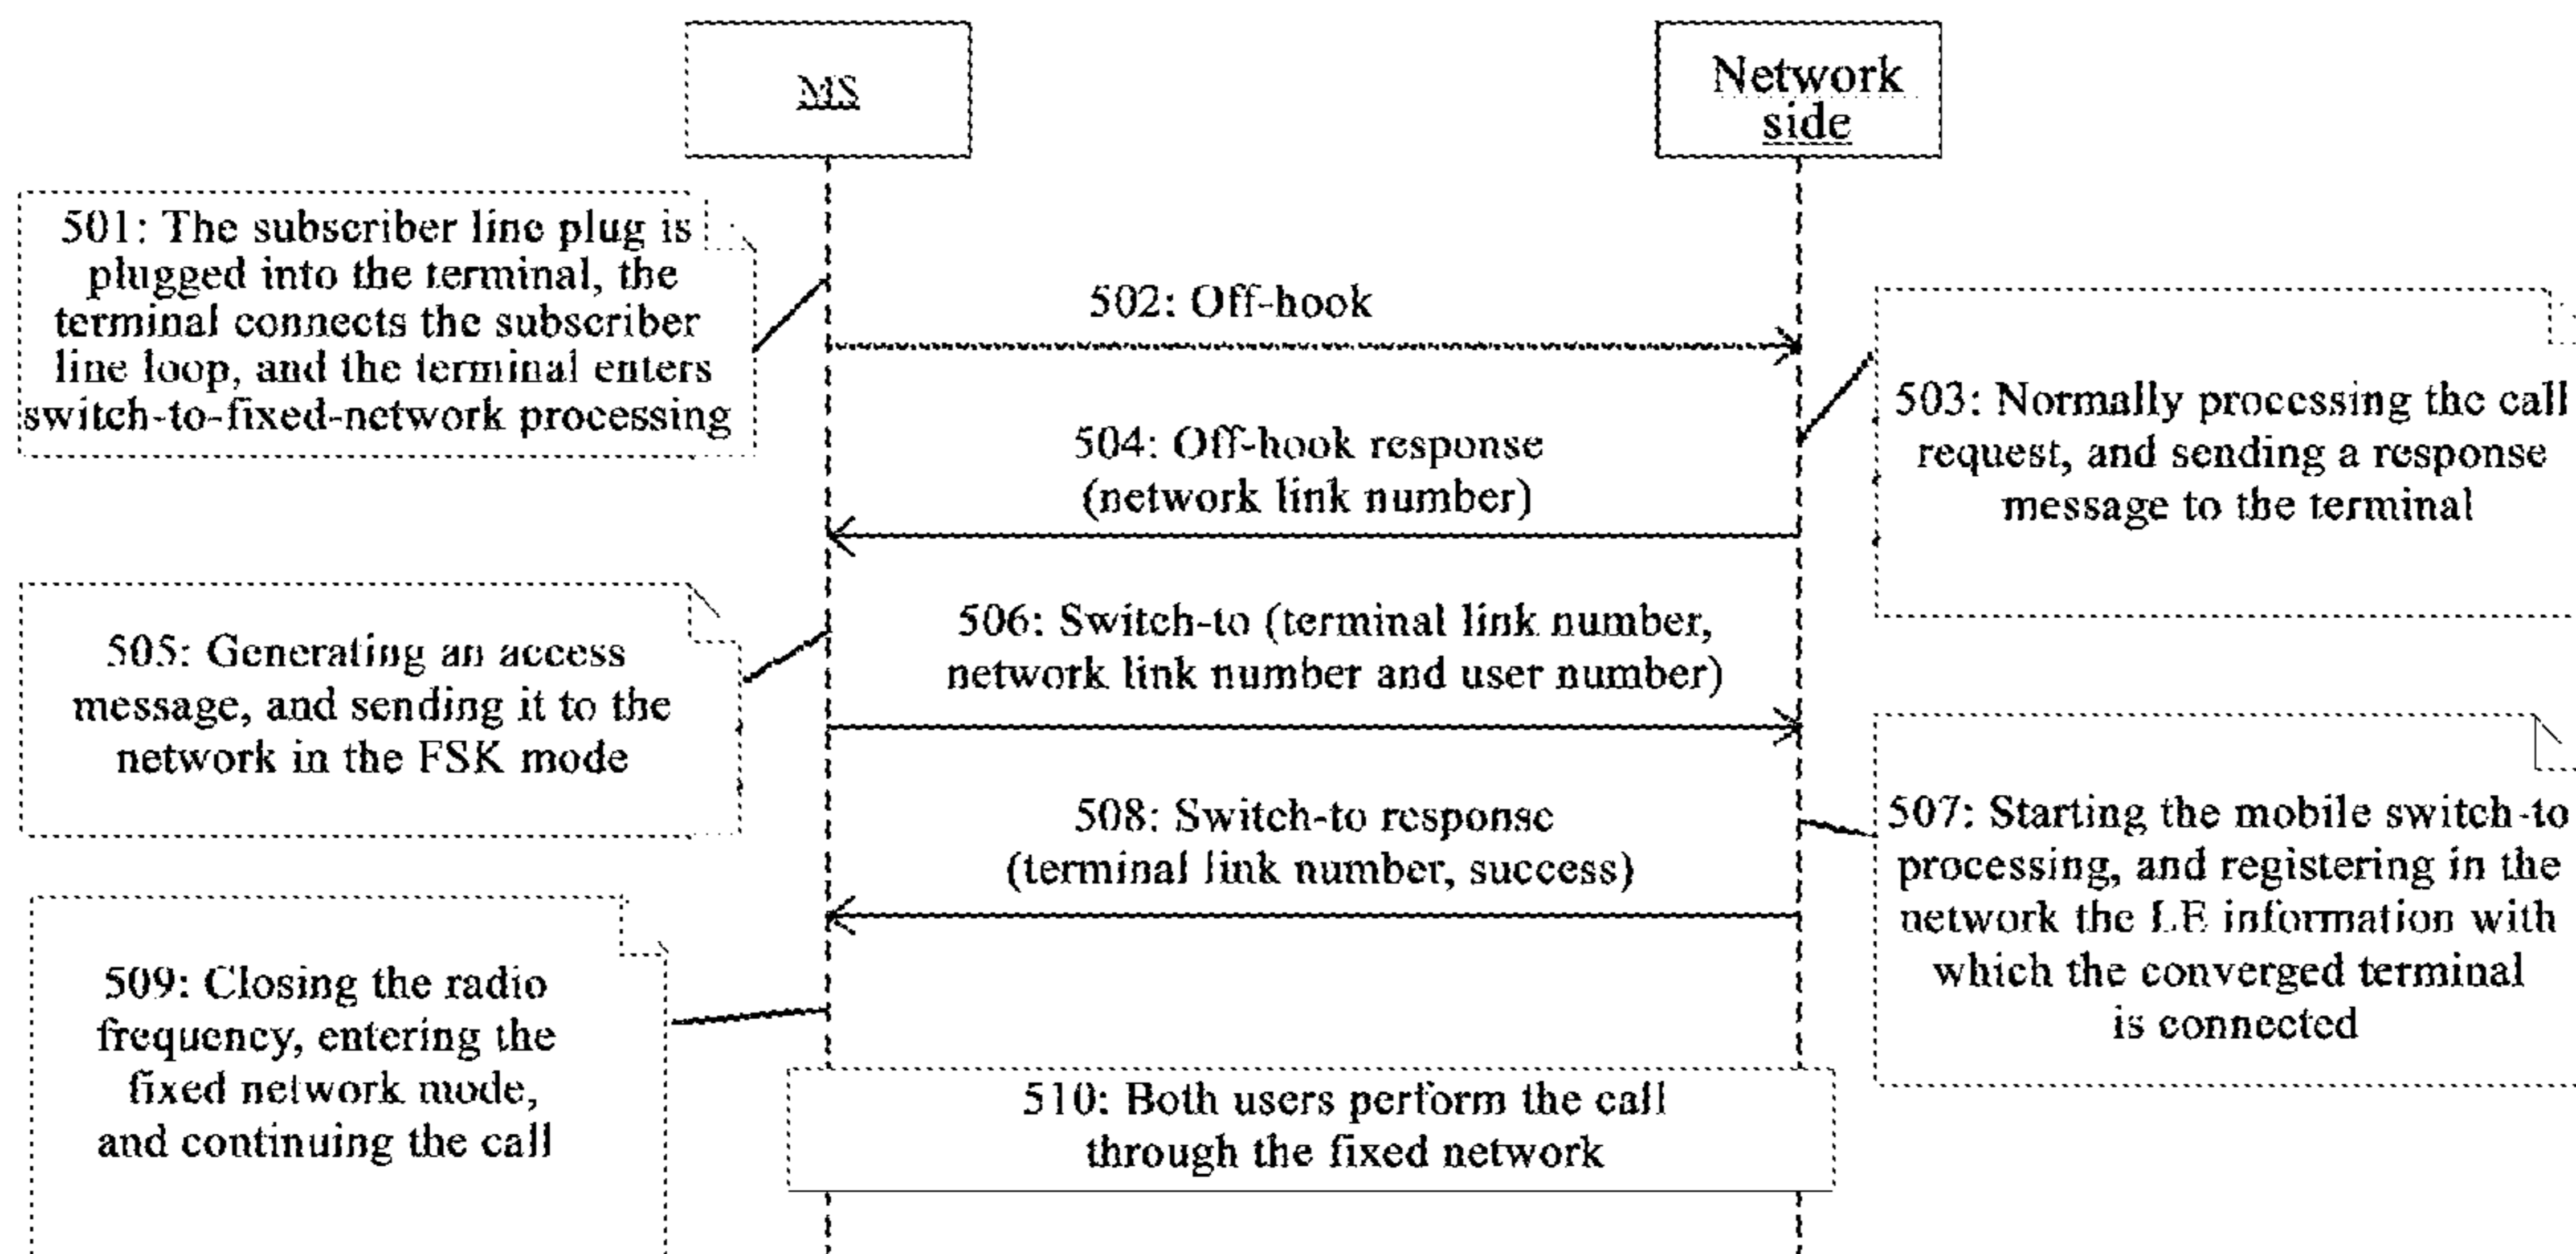 MS
Network
side
501: The subscriber line plug is
plugged into the terminal, the
terminal connects the subscriber
line loop, and the terminal enters
switch-to-fixed-network processing
502: Off-hook
503: Normally processing the call
request, and sending a response
message to the terminal
504: Off-hook response
(network link number)
505: Generating an access
message, and sending it to the
network in the FSK mode
506: Switch-to (terminal link number,
network link number and user number)
507: Starting the mobile switch-to
processing, and registering in the
network the LE information with
which the converged terminal
is connected
508: Switch-to response
(terminal link number, success)
509: Closing the radio
frequency, entering the
fixed network mode,
and continuing the call
510: Both users perform the call
through the fixed network